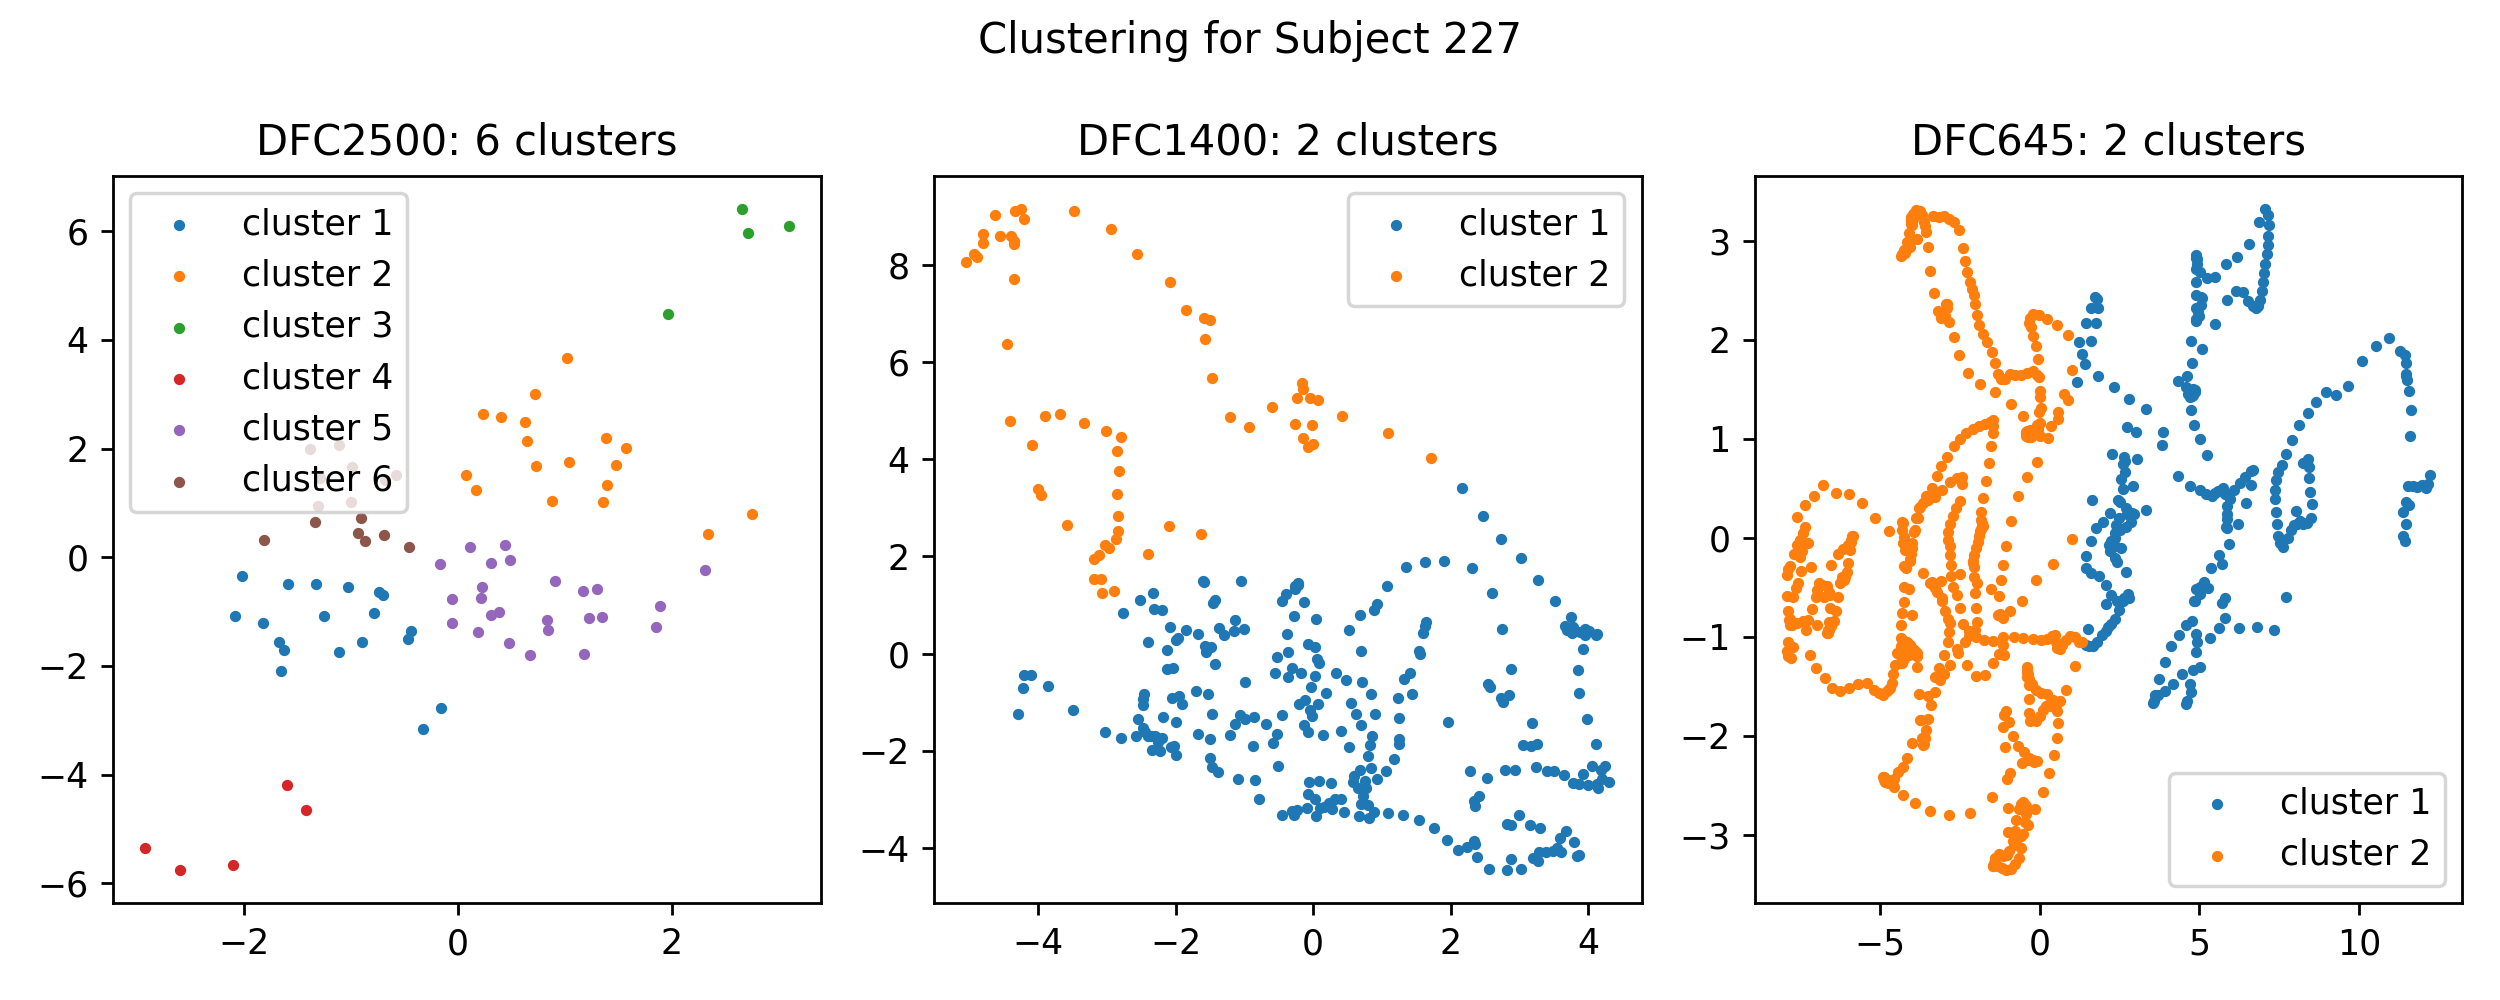 Clustering for Subject 227
DFC2500: 6 clusters
cluster 1
cluster 2
cluster 3
cluster 4
cluster 5
cluster 6
6
4
2
0
−2
−4
−6
−2
0
2
DFC1400: 2 clusters
cluster 1
cluster 2
8
6
4
2
0
−2
−4
−4
−2
0
2
4
DFC645: 2 clusters
3
2
1
0
−1
−2
−3
cluster 1
cluster 2
−5
0
5
10